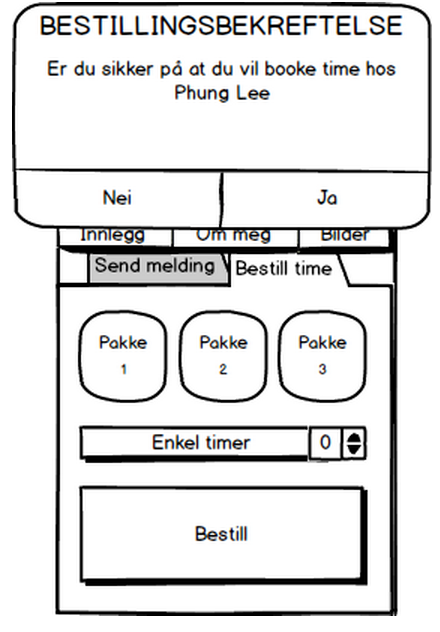 BESTILLINGSBEKREFTELSE
Er du sikker på at du vil booke time hos
Phung Lee
Nei Ja
Innlegg Om meg Bilder
Send melding Bestill time
Pakke Pakke Pakke
1 2 3
Enkel timer 0
Bestill